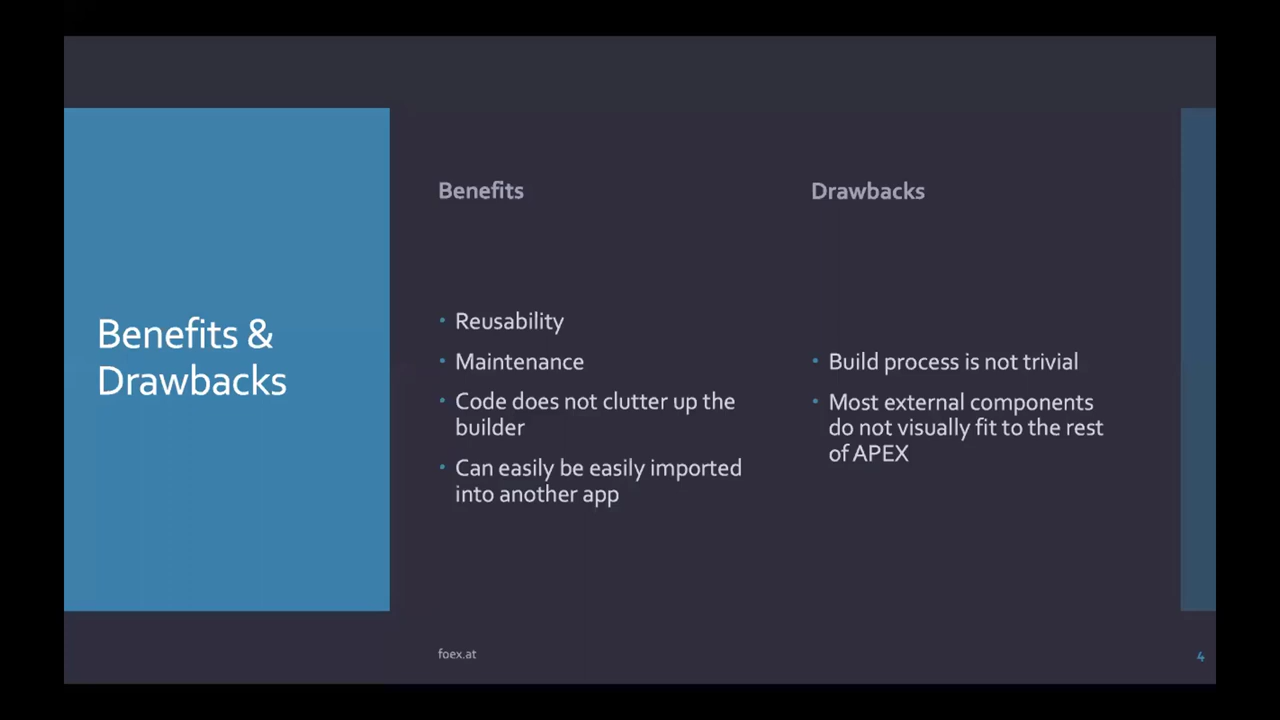 Benefits &
Drawbacks
Benefits
Reusability
Maintenance
Code does not clutter up the
builder
Can easily be easily imported
into another app
Drawbacks
Build process is not trivial
Most external components
do not visually fit to the rest
of APEX
foex.at
4